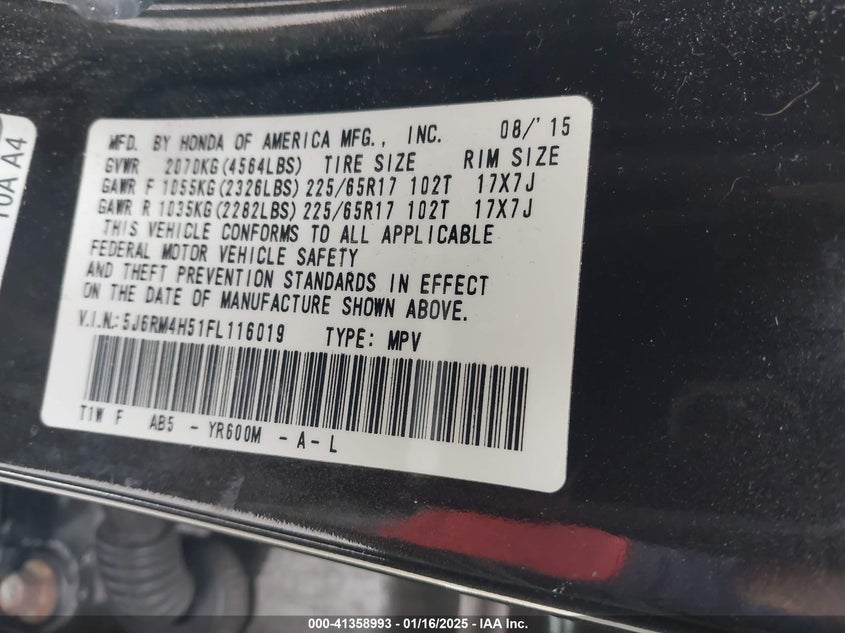 10A A4
MFD. BY HONDA OF AMERICA MFG., INC. 08/'15
GVWR 2070KG(4564LBS) TIRE SIZE RIM SIZE
GAWR F 1055KG(2326LBS) 225/65R17 102T 17X7J
GAWR R 1035KG(2282LBS) 225/65R17 102T 17X7J
THIS VEHICLE CONFORMS TO ALL APPLICABLE
FEDERAL MOTOR VEHICLE SAFETY
AND THEFT PREVENTION STANDARDS IN EFFECT
ON THE DATE OF MANUFACTURE SHOWN ABOVE.
V.I.N.: 5J6RM4H51FL116019 TYPE: MPV
T1W F AB5 - YR600M - A - L
000-41358993 - 01/16/2025 - IAA Inc.